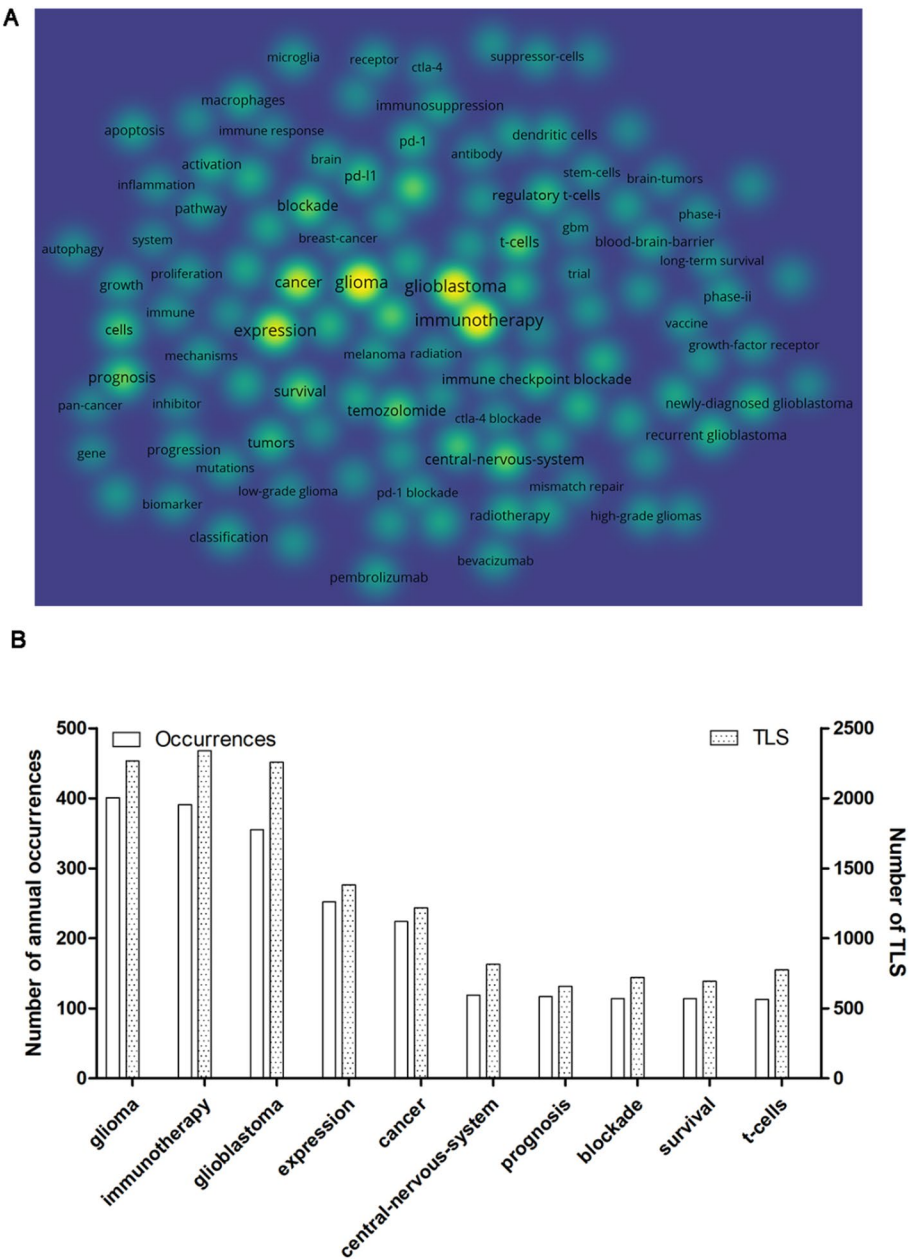 A
microglia receptor ctla-4 suppressor-cells
macrophages immunosuppression
apoptosis immune response pd-1 dendritic cells
activation brain pd-l1 antibody stem-cells brain-tumors
inflammation blockade regulatory t-cells
pathway phase-i
autophagy system breast-cancer t-cells gbm blood-brain-barrier
long-term survival
growth proliferation cancer glioma glioblastoma trial phase-ii
cells immune expression immunotherapy vaccine
mechanisms melanoma radiation growth-factor receptor
prognosis survival immune checkpoint blockade
pan-cancer inhibitor temozolomide ctla-4 blockade newly-diagnosed glioblastoma
gene progression tumors central-nervous-system recurrent glioblastoma
mutations
biomarker low-grade glioma pd-1 blockade mismatch repair
classification radiotherapy high-grade gliomas
pembrolizumab bevacizumab
B
Number of annual occurrences
500
400
300
200
100
0
Occurrences
TLS
2500
2000
1500
1000
500
0
Number of TLS
glioma
immunotherapy
glioblastoma
expression
cancer
central-nervous-system
prognosis
blockade
survival
t-cells